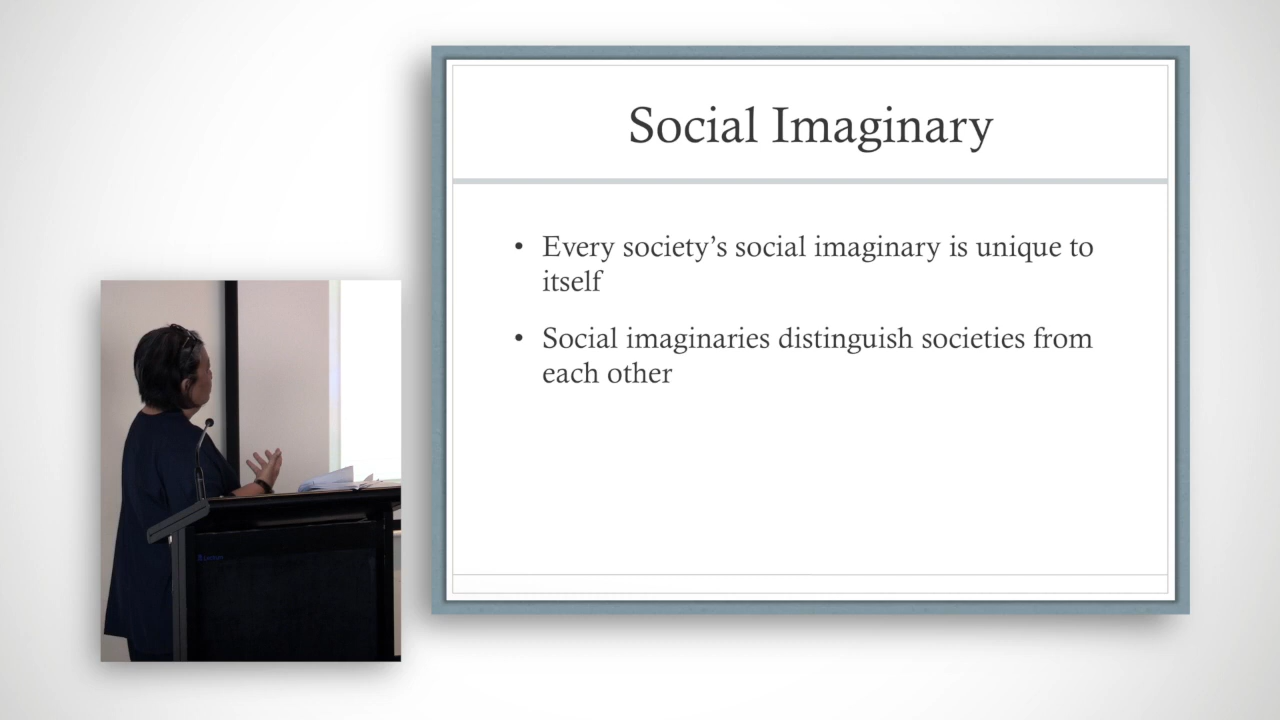 Social Imaginary
• Every society’s social imaginary is unique to
itself
• Social imaginaries distinguish societies from
each other